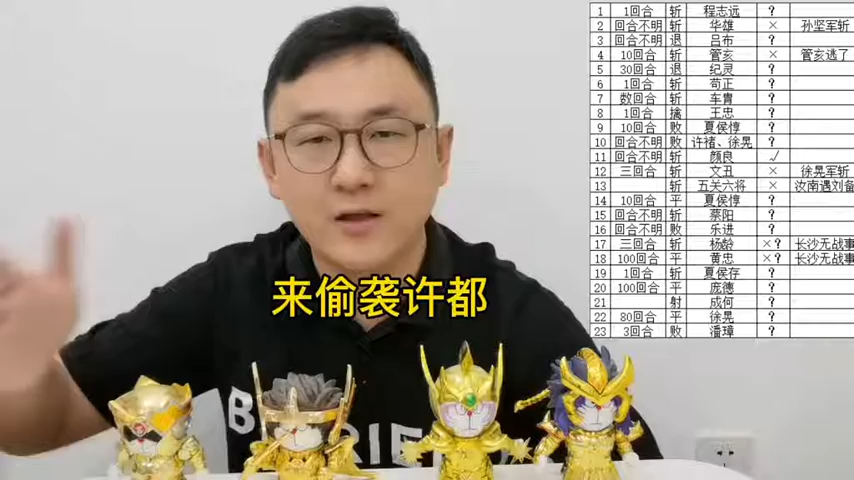 1 1回合 斩 程志远 ?
2 回合不明 斩 华雄 × 孙坚军斩
3 回合不明 退 吕布 ?
4 10回合 斩 管亥 × 管亥逃了
5 30回合 退 纪灵 ?
6 1回合 斩 荀正 ?
7 数回合 斩 车胄 ?
8 1回合 擒 王忠 ?
9 10回合 败 夏侯惇 ?
10 回合不明 败 许褚、徐晃 ?
11 回合不明 斩 颜良 √
12 三回合 斩 文丑 × 徐晃军斩
13 斩 五关六将 × 汝南遇刘备
14 10回合 平 夏侯惇 ?
15 回合不明 斩 蔡阳 ?
16 回合不明 败 乐进 ?
17 三回合 斩 杨龄 ×? 长沙无战事
18 100回合 平 黄忠 ×? 长沙无战事
19 1回合 斩 夏侯存 ?
20 100回合 平 庞德 ?
21 射 成何 ?
22 80回合 平 徐晃 ?
23 3回合 败 潘璋 ?
来偷袭许都